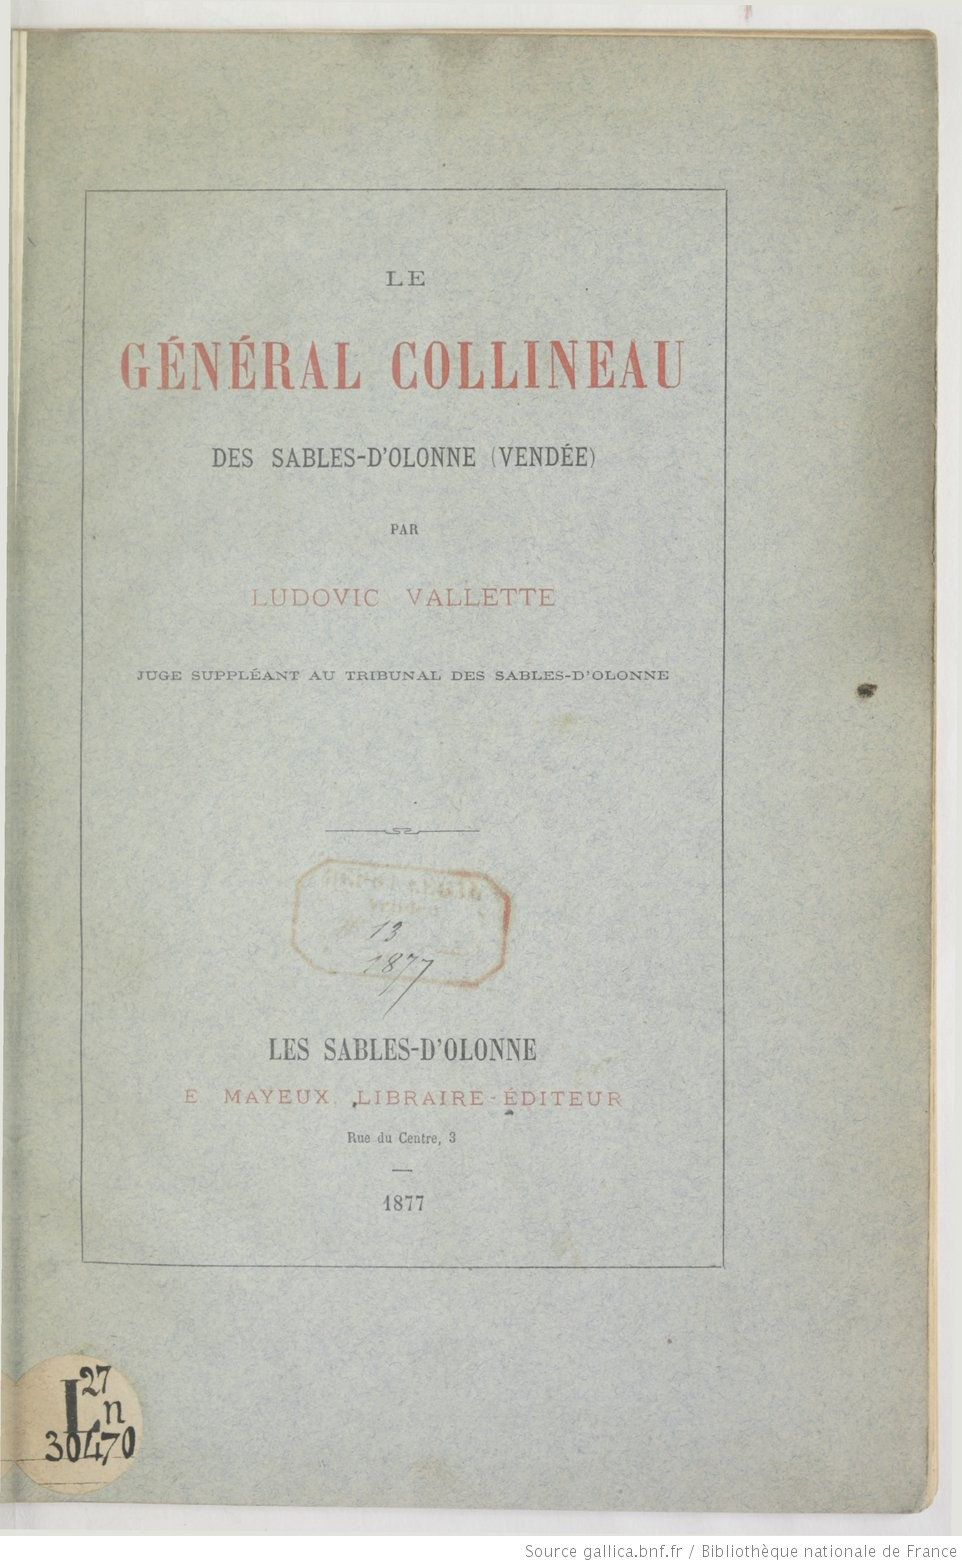 LE
GÉNÉRAL COLLINEAU
DES SABLES-D'OLONNE (VENDÉE)
PAR
LUDOVIC VALLETTE
JUGE SUPPLÉANT AU TRIBUNAL DES SABLES-D'OLONNE
13
1877
LES SABLES-D'OLONNE
E MAYEUX LIBRAIRE-ÉDITEUR
Rue du Centre, 3
1877
27
Ln
30470
Source gallica.bnf.fr / Bibliothèque nationale de France